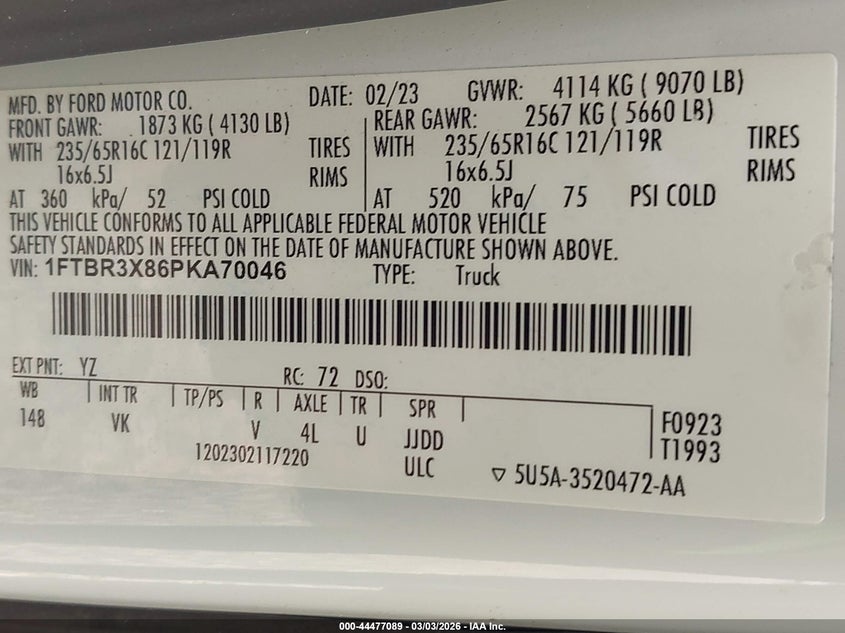 MFD. BY FORD MOTOR CO. DATE: 02/23 GVWR: 4114 KG ( 9070 LB)
FRONT GAWR: 1873 KG ( 4130 LB) REAR GAWR: 2567 KG ( 5660 LB)
WITH 235/65R16C 121/119R TIRES WITH 235/65R16C 121/119R TIRES
16x6.5J RIMS 16x6.5J RIMS
AT 360 kPa/ 52 PSI COLD AT 520 kPa/ 75 PSI COLD
THIS VEHICLE CONFORMS TO ALL APPLICABLE FEDERAL MOTOR VEHICLE
SAFETY STANDARDS IN EFFECT ON THE DATE OF MANUFACTURE SHOWN ABOVE.
VIN: 1FTBR3X86PKA70046 TYPE: Truck
EXT PNT: YZ RC: 72 DSO:
WB INT TR TP/PS R AXLE TR SPR
148 VK V 4L U JJDD F0923
1202302117220 ULC T1993
5U5A-3520472-AA
000-44477089 - 03/03/2026 - IAA Inc.